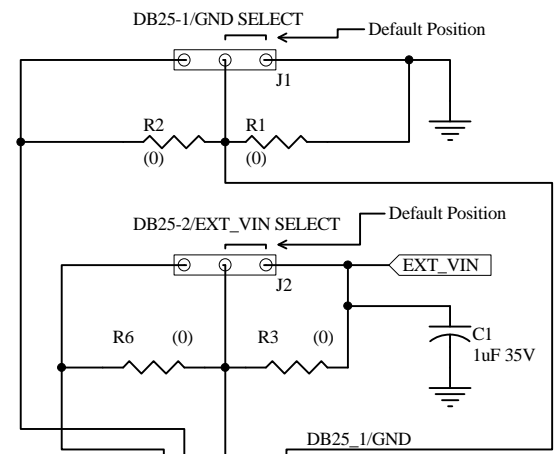 DB25-1/GND SELECT
Default Position
J1
R2
R1
(0)
(0)
DB25-2/EXT_VIN SELECT
Default Position
EXT_VIN
J2
R6
(0)
R3
(0)
C1
1uF 35V
DB25_1/GND